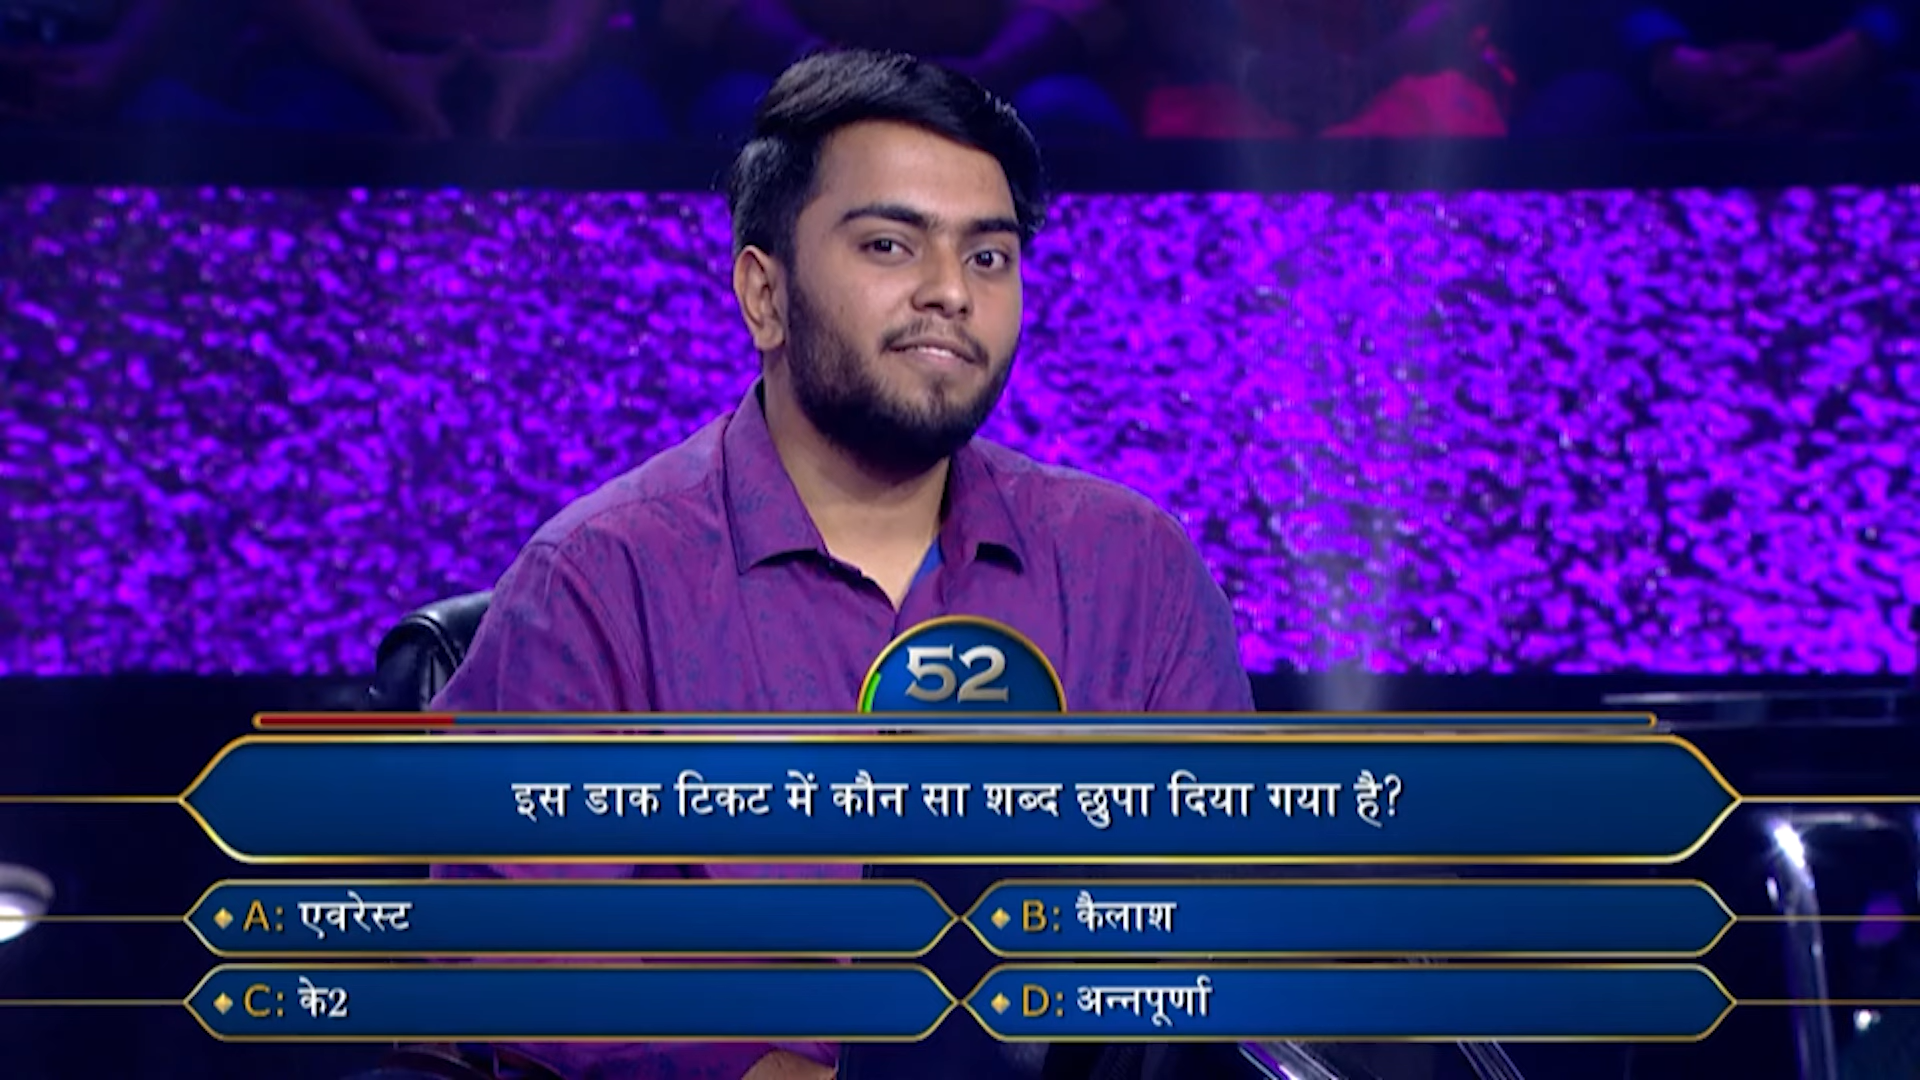 52
इस डाक टिकट में कौन सा शब्द छुपा दिया गया है?
A: एवरेस्ट
B: कैलाश
C: के2
D: अन्नपूर्णा